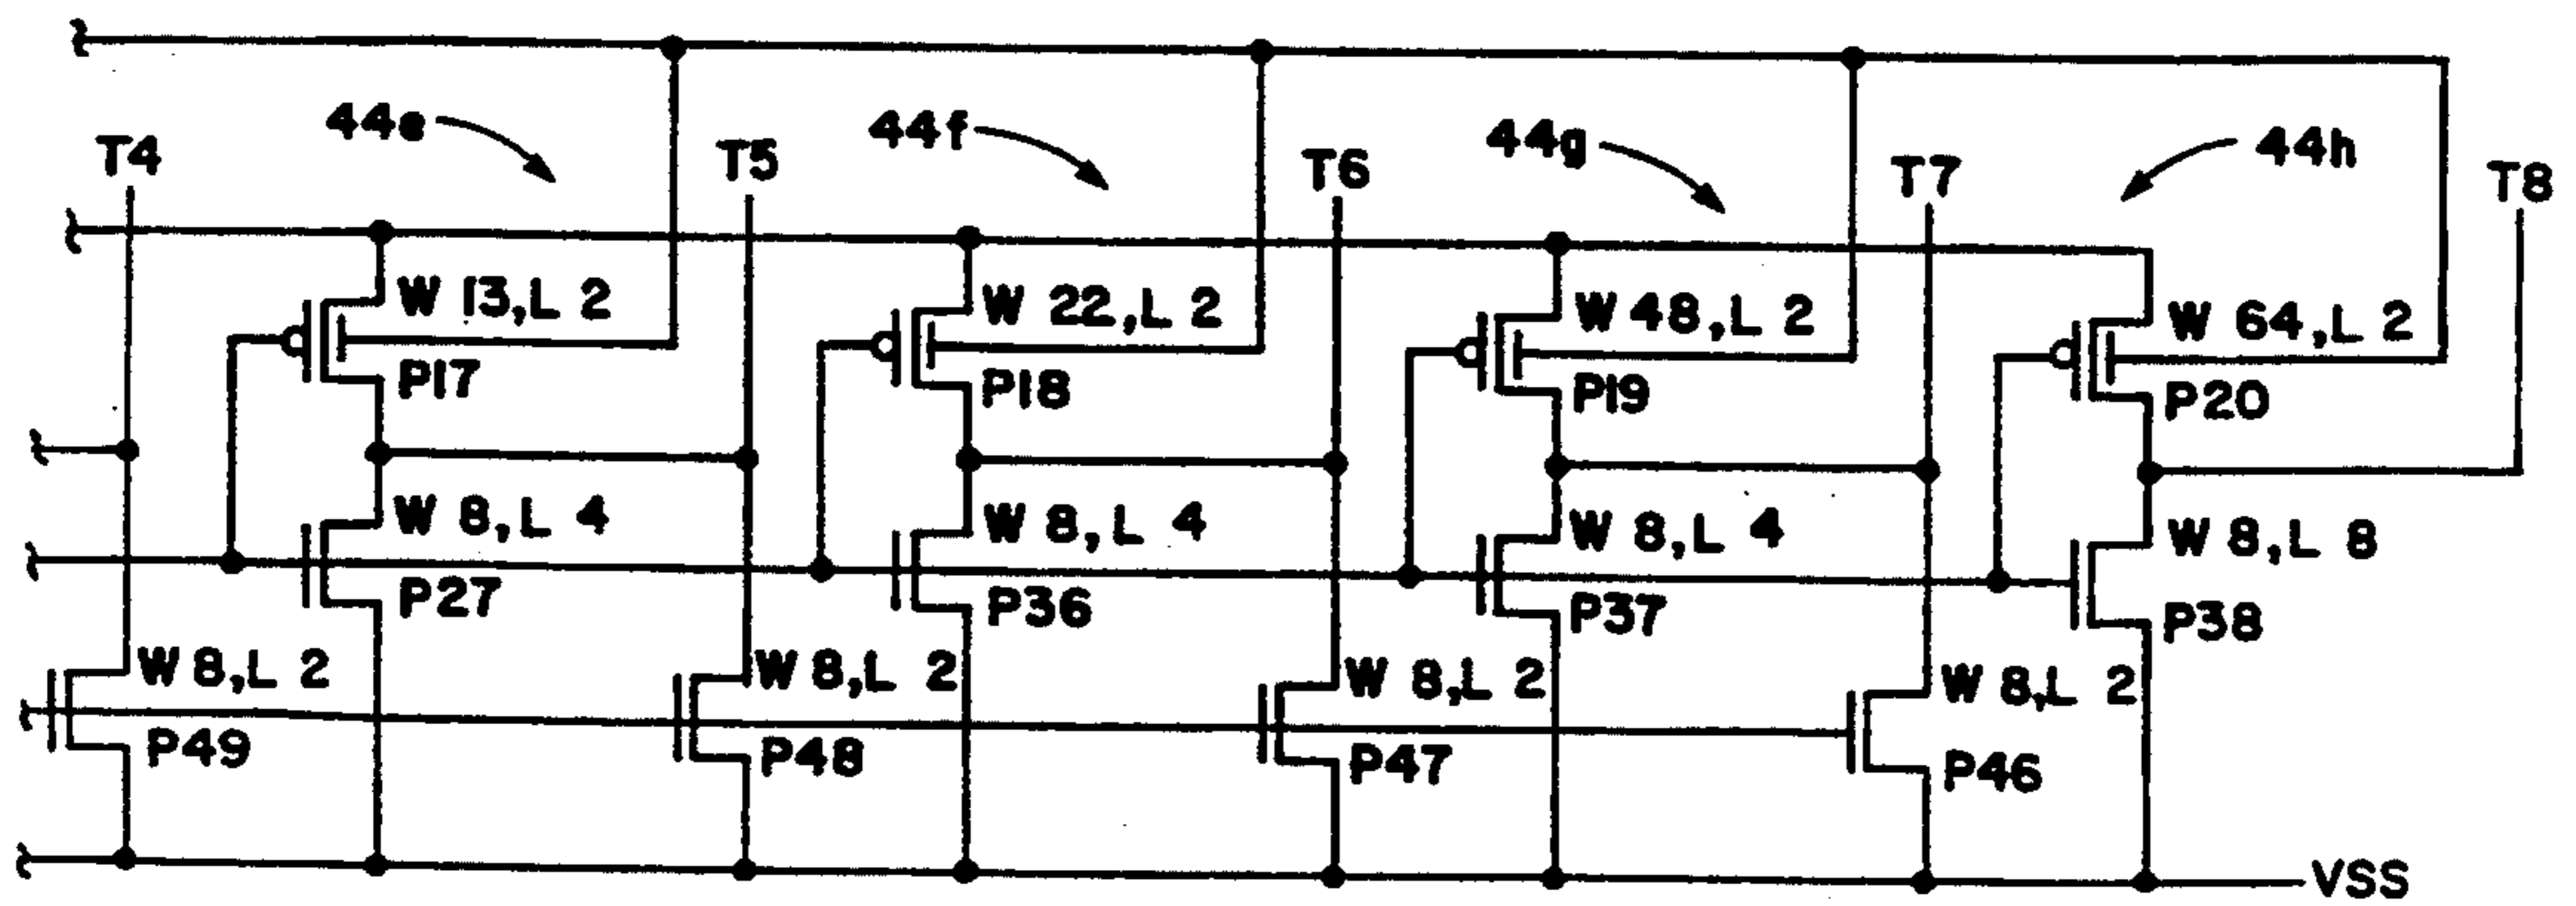 44e
44f
44g
44h
T4
T5
T6
T7
T8
W 13,L 2
W 22,L 2
W 48,L 2
W 64,L 2
P17
P18
P19
P20
W 8,L 4
W 8,L 4
W 8,L 4
W 8,L 8
P27
P36
P37
P38
W 8,L 2
W 8,L 2
W 8,L 2
W 8,L 2
P49
P48
P47
P46
VSS